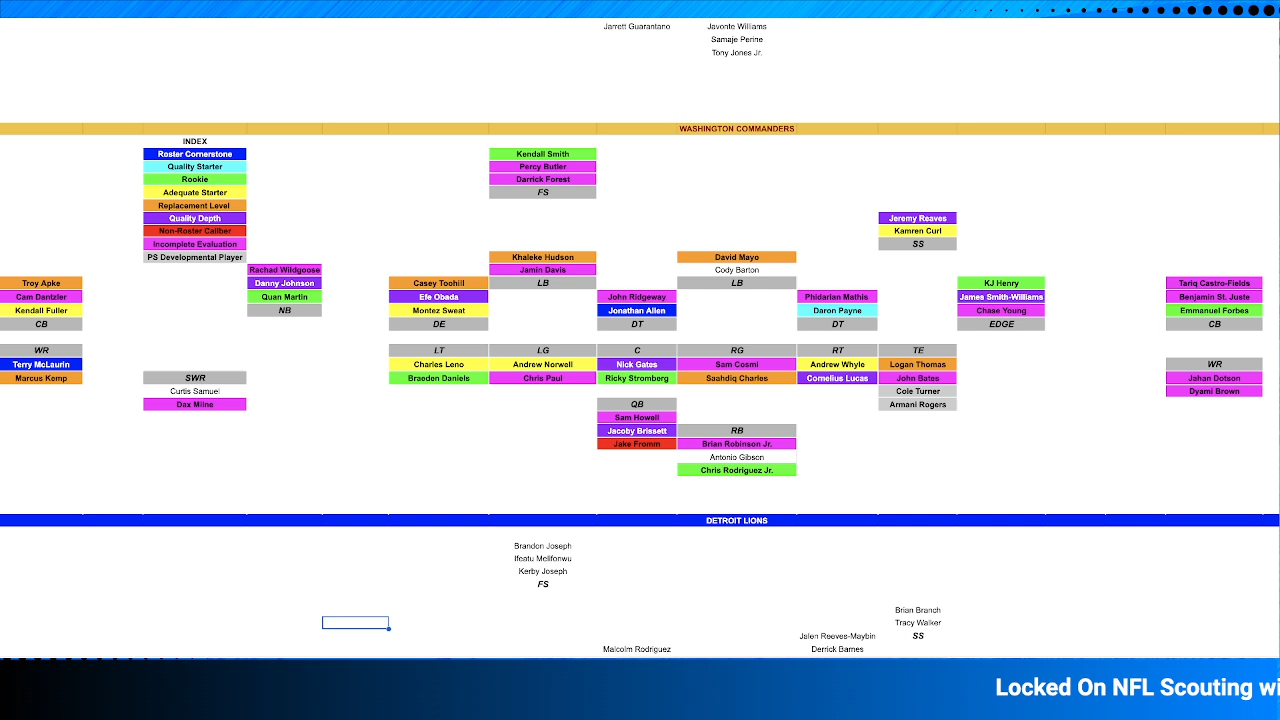 Jarrett Guarantano
Javonte Williams
Samaje Perine
Tony Jones Jr.
WASHINGTON COMMANDERS
INDEX
Roster Cornerstone
Quality Starter
Rookie
Adequate Starter
Replacement Level
Quality Depth
Non-Roster Caliber
Incomplete Evaluation
PS Developmental Player
Kendall Smith
Percy Butler
Darrick Forest
FS
Jeremy Reaves
Kamren Curl
SS
Troy Apke
Cam Dantzler
Kendall Fuller
CB
Rachad Wildgoose
Danny Johnson
Quan Martin
NB
Casey Toohill
Efe Obada
Montez Sweat
DE
Khaleke Hudson
Jamin Davis
LB
John Ridgeway
Jonathan Allen
DT
David Mayo
Cody Barton
LB
Phidarian Mathis
Daron Payne
DT
KJ Henry
James Smith-Williams
Chase Young
EDGE
Tariq Castro-Fields
Benjamin St. Juste
Emmanuel Forbes
CB
WR
Terry McLaurin
Marcus Kemp
SWR
Curtis Samuel
Dax Milne
LT
Charles Leno
Braeden Daniels
LG
Andrew Norwell
Chris Paul
C
Nick Gates
Ricky Stromberg
RG
Sam Cosmi
Saahdiq Charles
RT
Andrew Whyle
Cornelius Lucas
TE
Logan Thomas
John Bates
Cole Turner
Armani Rogers
WR
Jahan Dotson
Dyami Brown
QB
Sam Howell
Jacoby Brissett
Jake Fromm
RB
Brian Robinson Jr.
Antonio Gibson
Chris Rodriguez Jr.
DETROIT LIONS
Brandon Joseph
Ifeatu Melifonwu
Kerby Joseph
FS
Brian Branch
Tracy Walker
SS
Jalen Reeves-Maybin
Derrick Barnes
Malcolm Rodriguez
Locked On NFL Scouting wi